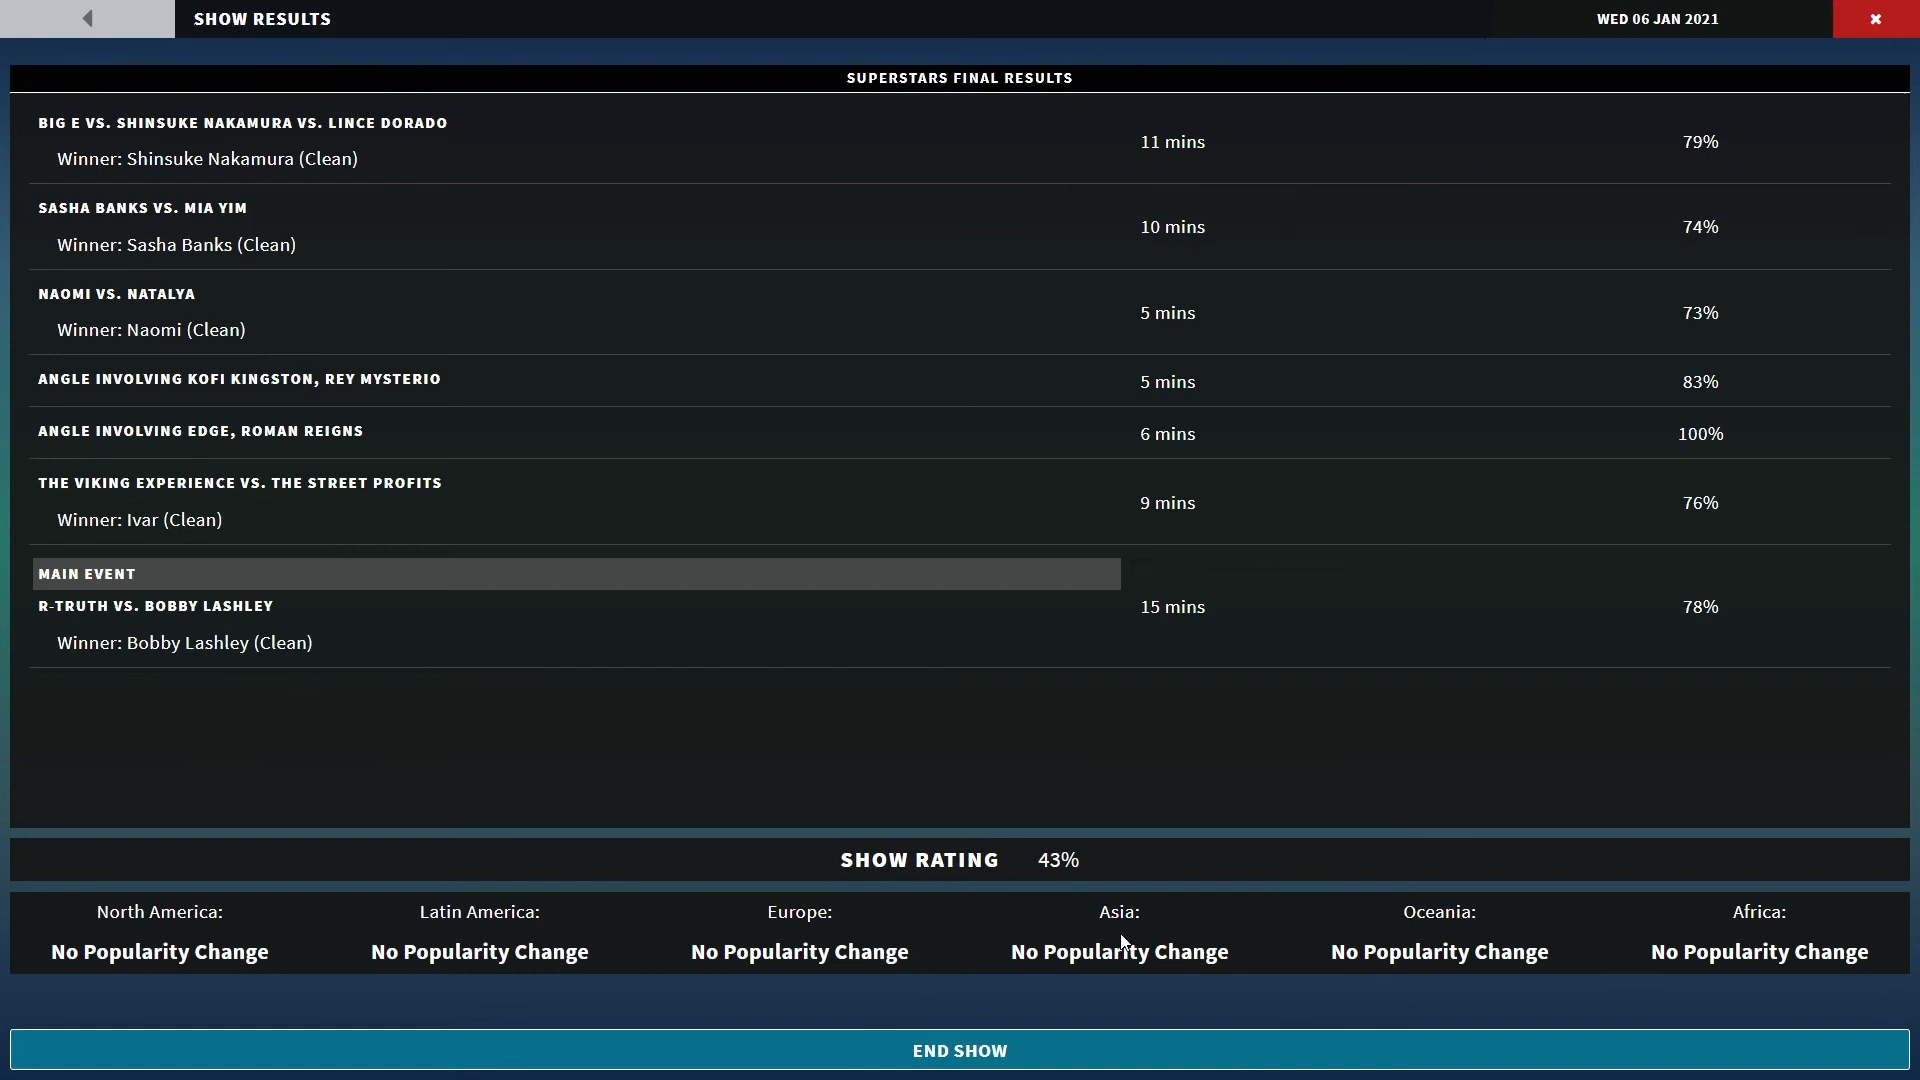 SHOW RESULTS
WED 06 JAN 2021
SUPERSTARS FINAL RESULTS
BIG E VS. SHINSUKE NAKAMURA VS. LINCE DORADO
Winner: Shinsuke Nakamura (Clean)
11 mins
79%
SASHA BANKS VS. MIA YIM
Winner: Sasha Banks (Clean)
10 mins
74%
NAOMI VS. NATALYA
Winner: Naomi (Clean)
5 mins
73%
ANGLE INVOLVING KOFI KINGSTON, REY MYSTERIO
5 mins
83%
ANGLE INVOLVING EDGE, ROMAN REIGNS
6 mins
100%
THE VIKING EXPERIENCE VS. THE STREET PROFITS
Winner: Ivar (Clean)
9 mins
76%
MAIN EVENT
R-TRUTH VS. BOBBY LASHLEY
Winner: Bobby Lashley (Clean)
15 mins
78%
SHOW RATING 43%
North America:
No Popularity Change
Latin America:
No Popularity Change
Europe:
No Popularity Change
Asia:
No Popularity Change
Oceania:
No Popularity Change
Africa:
No Popularity Change
END SHOW